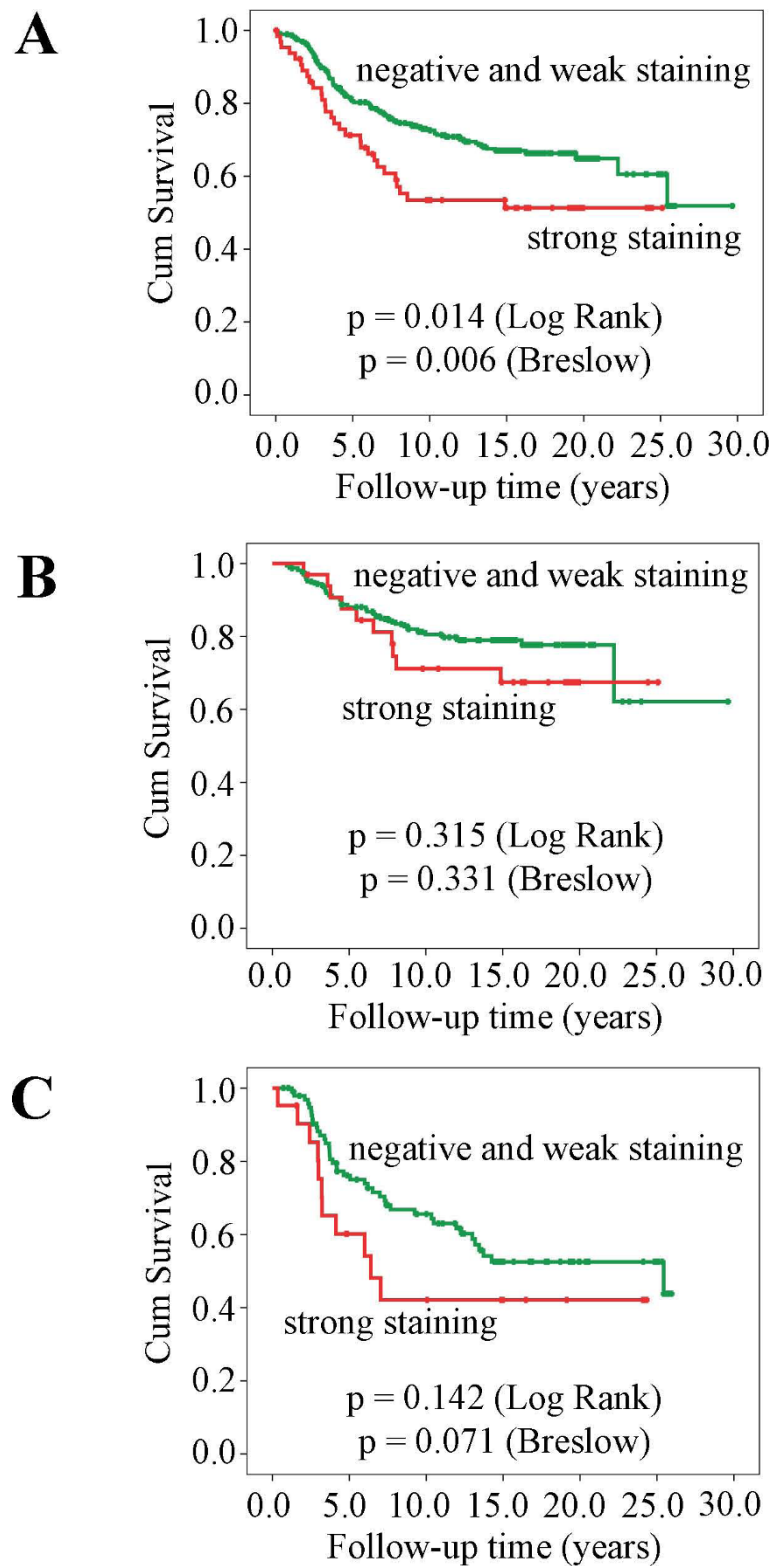 A
Cum Survival
1.0
0.8
0.6
0.4
0.2
0.0
negative and weak staining
strong staining
p = 0.014 (Log Rank)
p = 0.006 (Breslow)
0.0 5.0 10.0 15.0 20.0 25.0 30.0
Follow-up time (years)
B
Cum Survival
1.0
0.8
0.6
0.4
0.2
0.0
negative and weak staining
strong staining
p = 0.315 (Log Rank)
p = 0.331 (Breslow)
0.0 5.0 10.0 15.0 20.0 25.0 30.0
Follow-up time (years)
C
Cum Survival
1.0
0.8
0.6
0.4
0.2
0.0
negative and weak staining
strong staining
p = 0.142 (Log Rank)
p = 0.071 (Breslow)
0.0 5.0 10.0 15.0 20.0 25.0 30.0
Follow-up time (years)